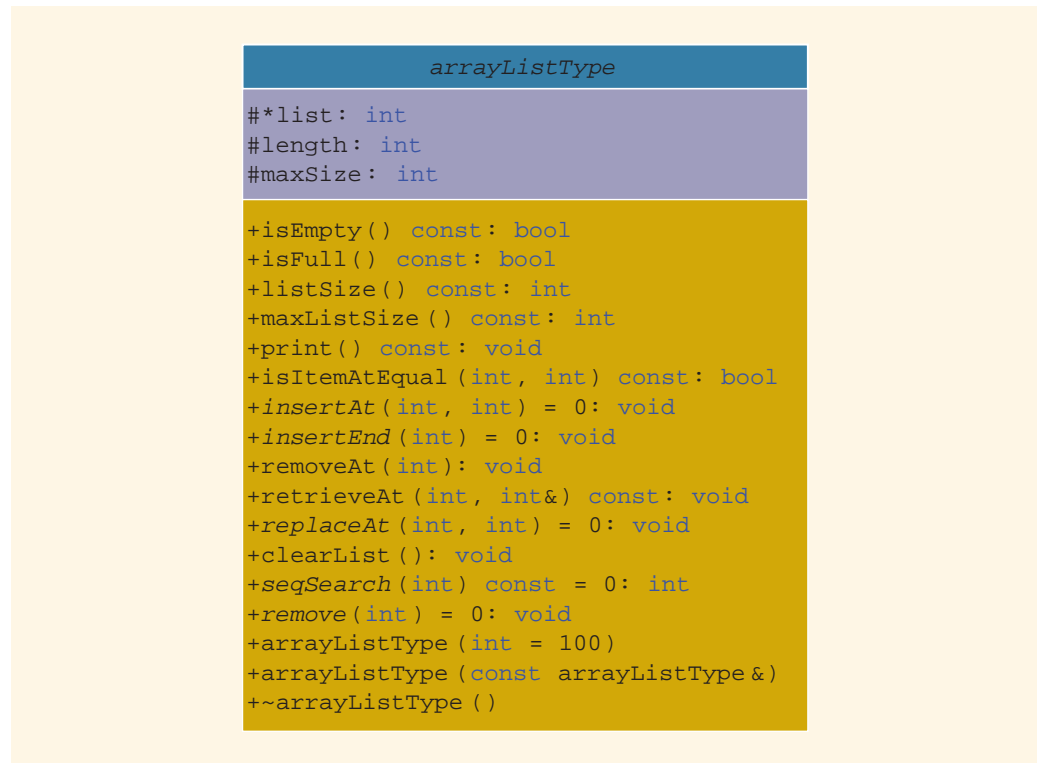 arrayListType
#*list: int
#length: int
#maxSize: int
+isEmpty() const: bool
+isFull() const: bool
+listSize() const: int
+maxListSize() const: int
+print() const: void
+isItemAtEqual(int, int) const: bool
+insertAt(int, int) = 0: void
+insertEnd(int) = 0: void
+removeAt(int): void
+retrieveAt(int, int&) const: void
+replaceAt(int, int) = 0: void
+clearList(): void
+seqSearch(int) const = 0: int
+remove(int) = 0: void
+arrayListType(int = 100)
+arrayListType(const arrayListType&)
+~arrayListType()